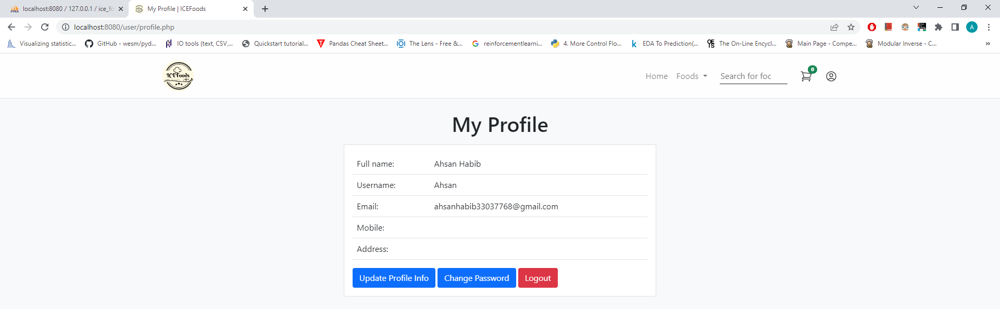 localhost:8080 / 127.0.0.1 / ice_fo
My Profile | ICEFoods
localhost:8080/user/profile.php
A
Visualizing statistic...
GitHub - wesm/pyd...
IO tools (text, CSV,...
Quickstart tutorial...
Pandas Cheat Sheet...
The Lens - Free &...
reinforcementlearni...
4. More Control Flo...
EDA To Prediction(...
The On-Line Encycl...
Main Page - Compe...
Modular Inverse - C...
»
ICEFoods
Home
Foods
Search for foc
0
My Profile
Full name: Ahsan Habib
Username: Ahsan
Email: ahsanhabib33037768@gmail.com
Mobile:
Address:
Update Profile Info
Change Password
Logout